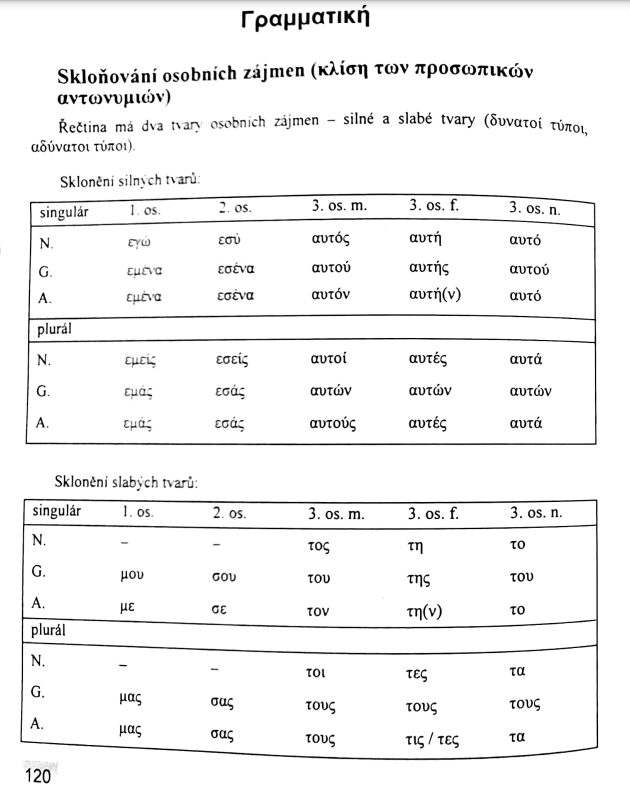 Γραμματική
Skloňování osobních zájmen (κλίση των προσωπικών
αντωνυμιών)
Řečtina má dva tvary osobních zájmen – silné a slabé tvary (δυνατοί τύποι,
αδύνατοι τύποι).
Sklonění silných tvarů:
singulár 1. os. 2. os. 3. os. m. 3. os. f. 3. os. n.
N. εγώ εσύ αυτός αυτή αυτό
G. εμένα εσένα αυτού αυτής αυτού
A. εμένα εσένα αυτόν αυτή(ν) αυτό
plurál
N. εμείς εσείς αυτοί αυτές αυτά
G. εμάς εσάς αυτών αυτών αυτών
A. εμάς εσάς αυτούς αυτές αυτά
Sklonění slabých tvarů:
singulár 1. os. 2. os. 3. os. m. 3. os. f. 3. os. n.
N. – – τος τη το
G. μου σου του της του
A. με σε τον τη(ν) το
plurál
N. – – τοι τες τα
G. μας σας τους τους τους
A. μας σας τους τις / τες τα
120